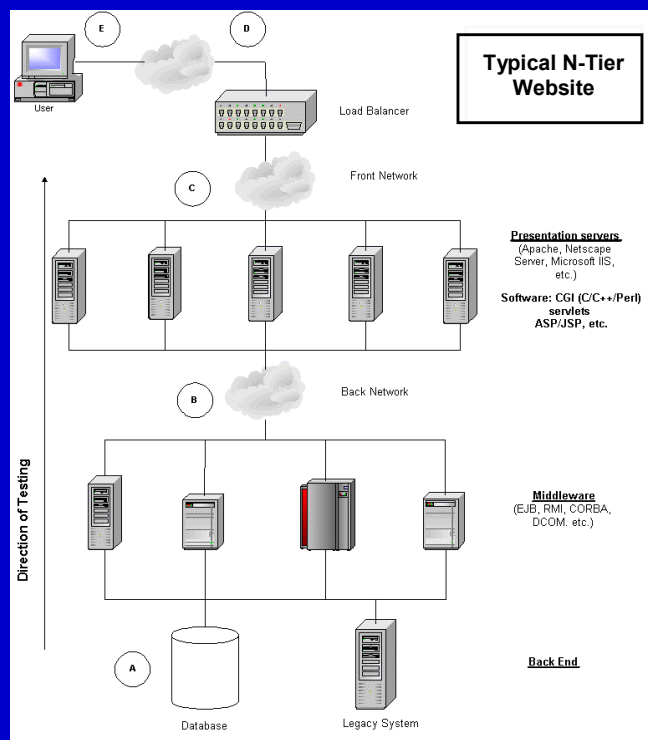 E
D
Typical N-Tier
Website
User
Load Balancer
C
Front Network
Presentation servers
(Apache, Netscape
Server, Microsoft IIS,
etc.)
Software: CGI (C/C++/Perl)
servlets
ASP/JSP, etc.
B
Back Network
Direction of Testing
Middleware
(EJB, RMI, CORBA,
DCOM. etc.)
A
Back End
Database
Legacy System